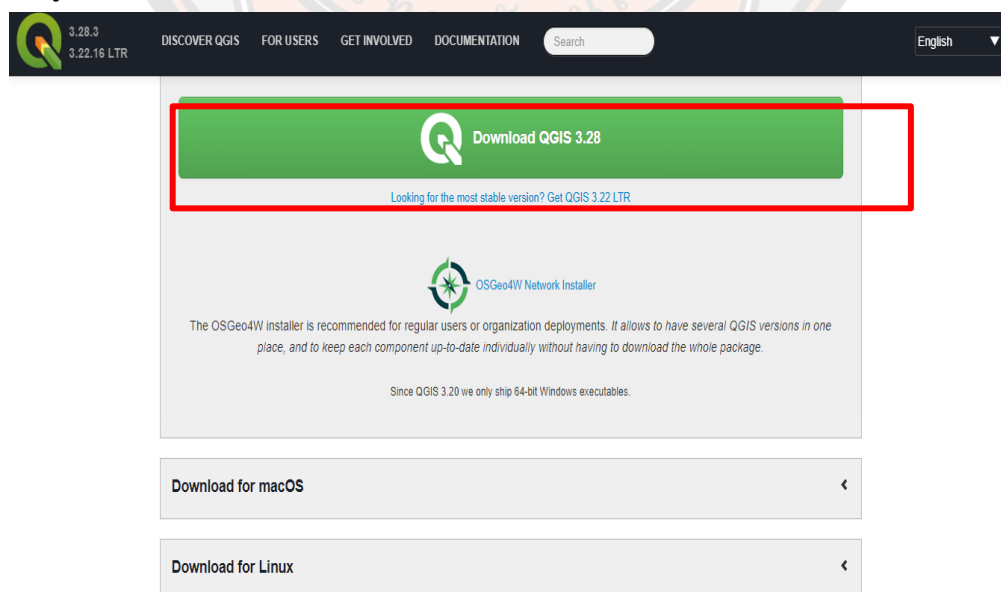 3.28.3
3.22.16 LTR
DISCOVER QGIS FOR USERS GET INVOLVED DOCUMENTATION Search English
Download QGIS 3.28
Looking for the most stable version? Get QGIS 3.22 LTR
OSGeo4W Network Installer
The OSGeo4W installer is recommended for regular users or organization deployments. It allows to have several QGIS versions in one
place, and to keep each component up-to-date individually without having to download the whole package.
Since QGIS 3.20 we only ship 64-bit Windows executables.
Download for macOS
Download for Linux